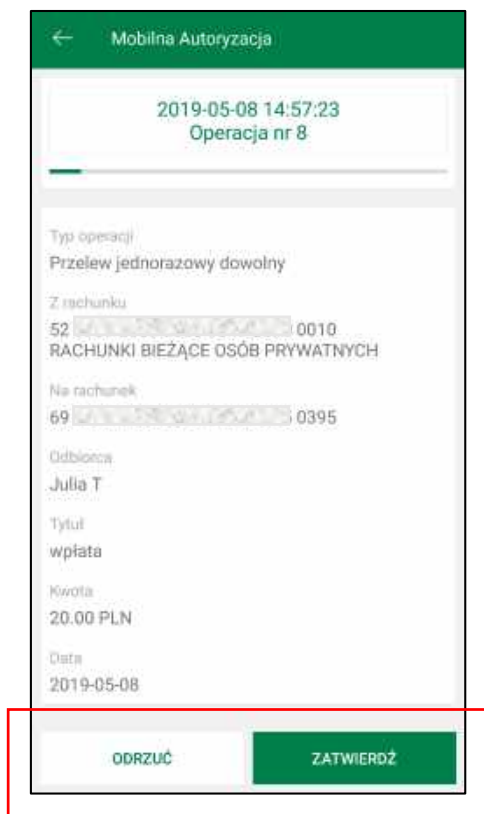 Mobilna Autoryzacja
2019-05-08 14:57:23
Operacja nr 8
Typ operacji
Przelew jednorazowy dowolny
Z rachunku
52 0010
RACHUNKI BIEŻĄCE OSÓB PRYWATNYCH
Na rachunek
69 0395
Odbiorca
Julia T
Tytuł
wpłata
Kwota
20.00 PLN
Data
2019-05-08
ODRZUĆ
ZATWIERDŹ